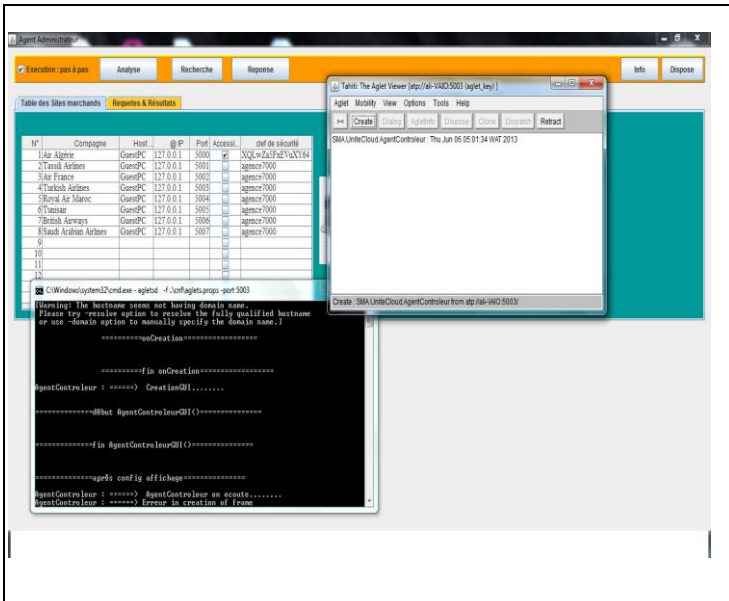 Agent Administrateur
Execution : pas à pas Analyse Recherche Reponse Info Dispose
Table des Sites marchands Requetes & Résultats
N° Compagne Host... @IP Port Accessi... clef de sécurité
1 Air Algérie GuestPC 127.0.0.1 5000 XQLwZa5FnEVuXY64
2 Tassili Airlines GuestPC 127.0.0.1 5001 agence7000
3 Air France GuestPC 127.0.0.1 5002 agence7000
4 Turkish Airlines GuestPC 127.0.0.1 5003 agence7000
5 Royal Air Maroc GuestPC 127.0.0.1 5004 agence7000
6 Tunisair GuestPC 127.0.0.1 5005 agence7000
7 British Airways GuestPC 127.0.0.1 5006 agence7000
8 Saudi Arabian Airlines GuestPC 127.0.0.1 5007 agence7000
9
10
11
12
Tahiti: The Aglet Viewer [atp://ali-VAIO:5003 (aglet_key) ]
Aglet Mobility View Options Tools Help
>< Create Dialog AgletInfo Dispose Clone Dispatch Retract
SMA.UniteCloud.AgentControleur : Thu Jun 06 05:01:34 WAT 2013
Create : SMA.UniteCloud.AgentControleur from atp://ali-VAIO:5003/
C:\Windows\system32\cmd.exe - agletsd -f ..\cnf\aglets.props -port 5003
[Warning: The hostname seems not having domain name.
Please try -resolve option to resolve the fully qualified hostname
or use -domain option to manually specify the domain name.]
==========onCreation=================
==========fin onCreation=================
AgentControleur : ======> CreationGUI........
==============dÚbut AgentControleurGUI()===============
==============fin AgentControleurGUI()===============
==============aprÞs config affichage===============
AgentControleur : ======> AgentControleur en ecoute........
AgentControleur : ======> Erreur in creation of frame